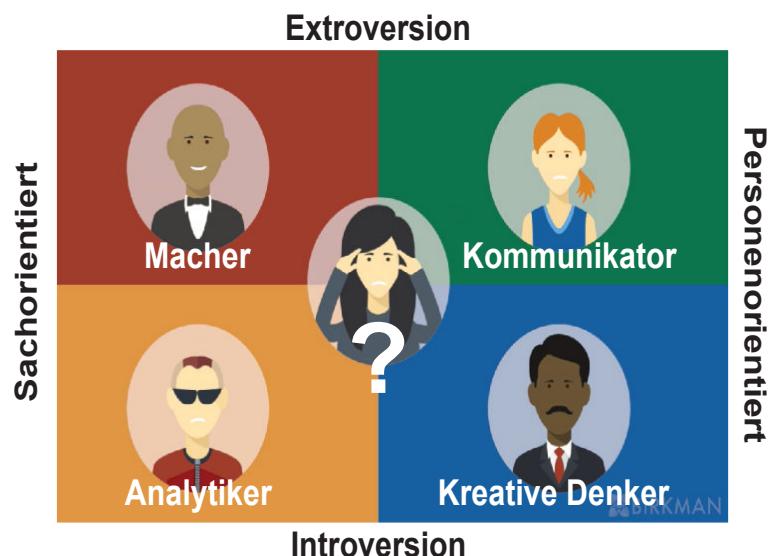 Extroversion
Sachorientiert
Personenorientiert
Macher
Kommunikator
?
Analytiker
Kreative Denker
BIRKMAN
Introversion